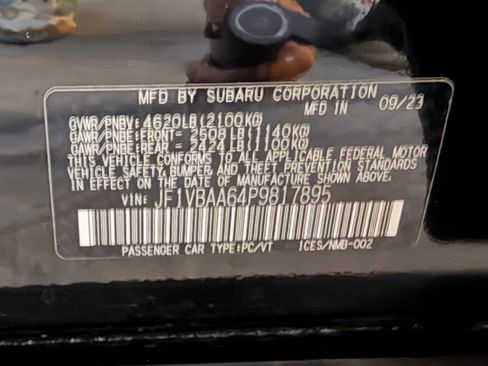 MFD BY SUBARU CORPORATION
MFD IN 09/23
GVWR/PNBV: 4620LB(2100KG)
GAWR/PNBE:FRONT- 2508LB(1140KG)
GAWR/PNBE:REAR - 2424LB(1100KG)
THIS VEHICLE CONFORMS TO ALL APPLICABLE FEDERAL MOTOR
VEHICLE SAFETY, BUMPER, AND THEFT PREVENTION STANDARDS
IN EFFECT ON THE DATE OF MANUFACTURE SHOWN ABOVE.
VIN: JF1VBAA64P9817895
PASSENGER CAR TYPE:PC/VT ICES/NMB-002